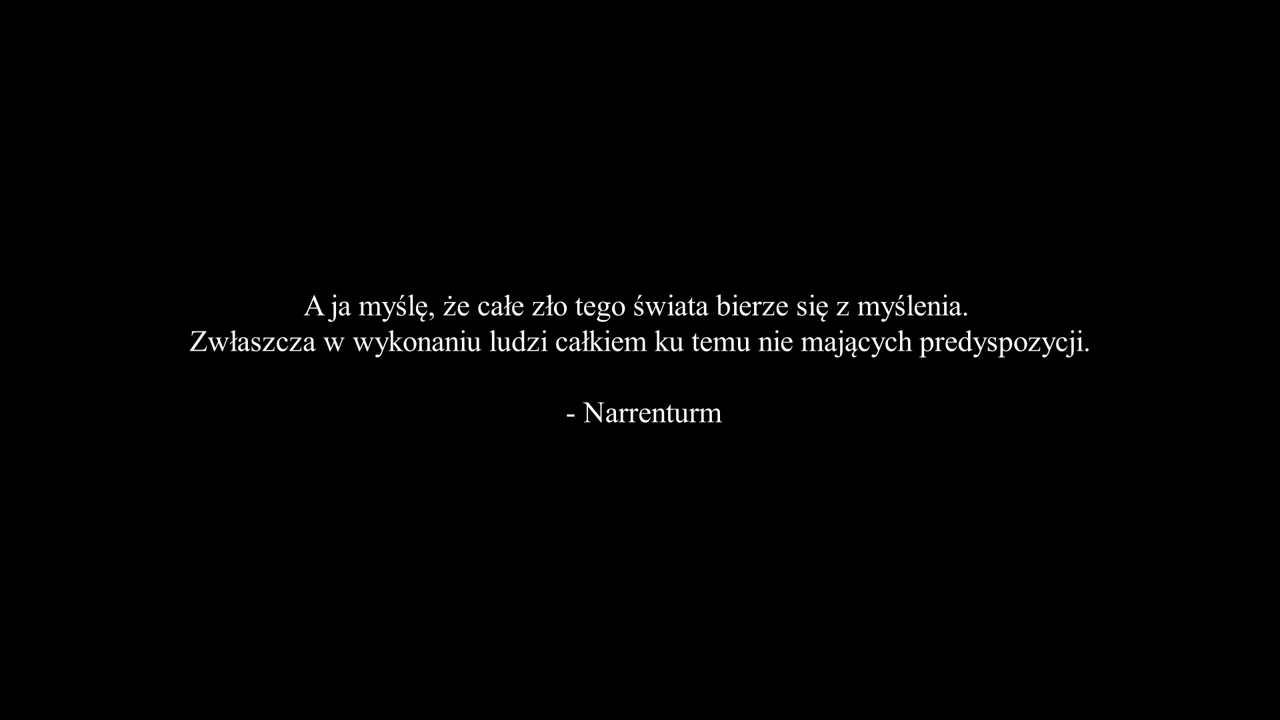 A ja myślę, że całe zło tego świata bierze się z myślenia.
Zwłaszcza w wykonaniu ludzi całkiem ku temu nie mających predyspozycji.
- Narrenturm